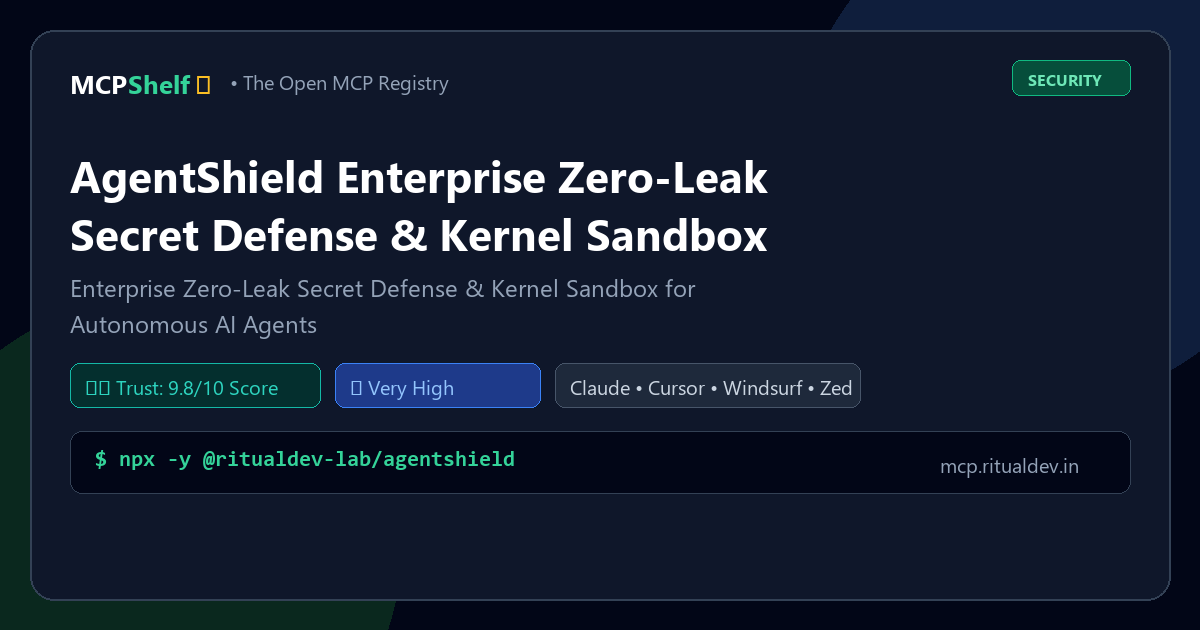 MCPShelf • The Open MCP Registry
SECURITY
AgentShield Enterprise Zero-Leak
Secret Defense & Kernel Sandbox
Enterprise Zero-Leak Secret Defense & Kernel Sandbox for
Autonomous AI Agents
Trust: 9.8/10 Score
Very High
Claude • Cursor • Windsurf • Zed
$ npx -y @ritualdev-lab/agentshield
mcp.ritualdev.in